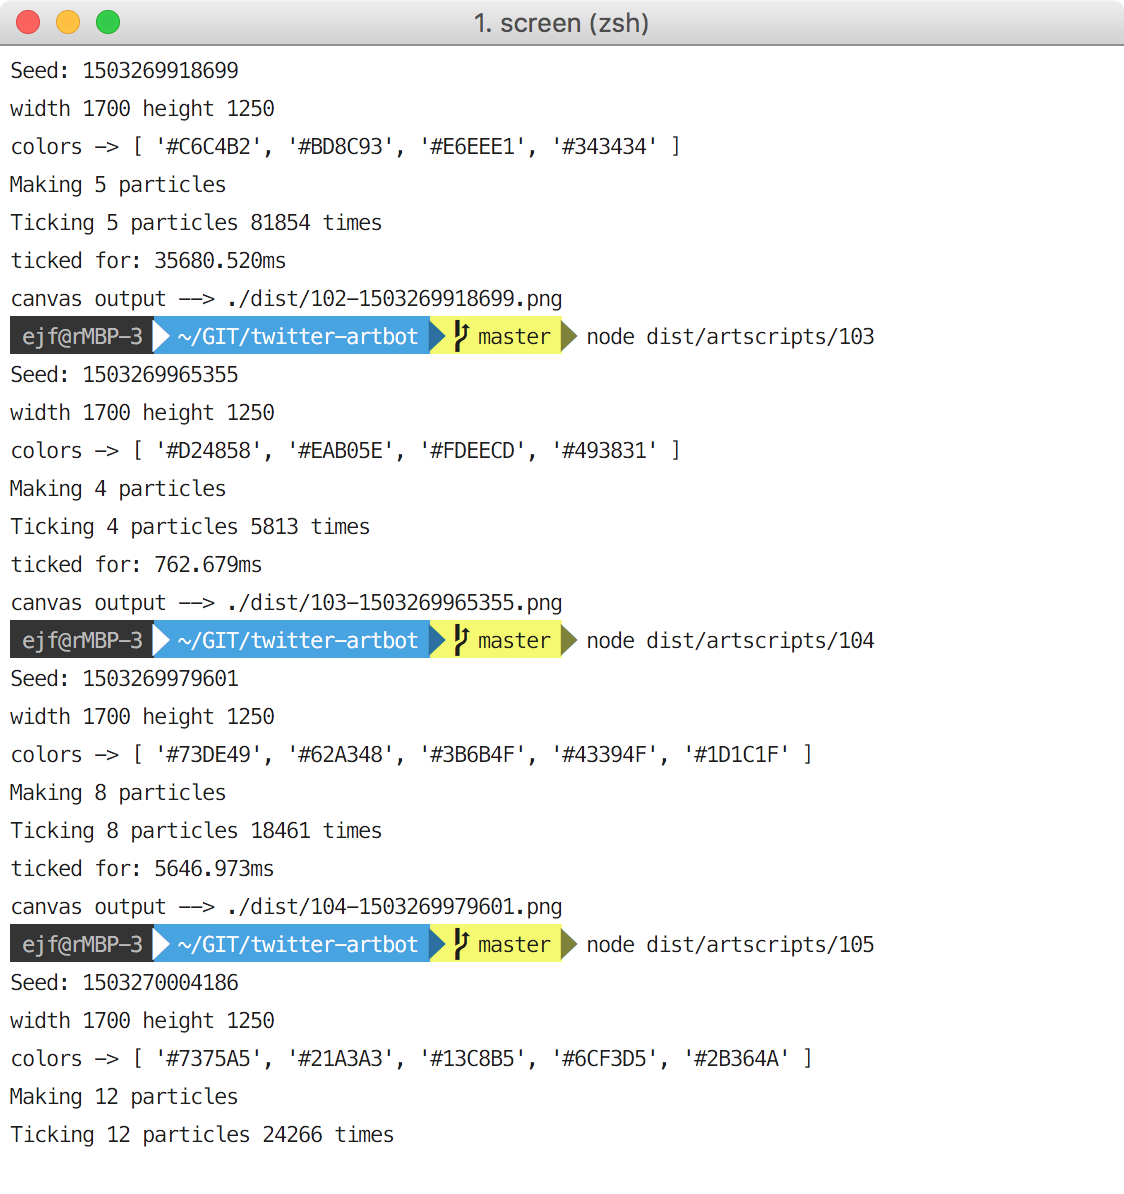 1. screen (zsh)
Seed: 1503269918699
width 1700 height 1250
colors -> [ '#C6C4B2', '#BD8C93', '#E6EEE1', '#343434' ]
Making 5 particles
Ticking 5 particles 81854 times
ticked for: 35680.520ms
canvas output --> ./dist/102-1503269918699.png
ejf@rMBP-3 ~/GIT/twitter-artbot master node dist/artscripts/103
Seed: 1503269965355
width 1700 height 1250
colors -> [ '#D24858', '#EAB05E', '#FDEECD', '#493831' ]
Making 4 particles
Ticking 4 particles 5813 times
ticked for: 762.679ms
canvas output --> ./dist/103-1503269965355.png
ejf@rMBP-3 ~/GIT/twitter-artbot master node dist/artscripts/104
Seed: 1503269979601
width 1700 height 1250
colors -> [ '#73DE49', '#62A348', '#3B6B4F', '#43394F', '#1D1C1F' ]
Making 8 particles
Ticking 8 particles 18461 times
ticked for: 5646.973ms
canvas output --> ./dist/104-1503269979601.png
ejf@rMBP-3 ~/GIT/twitter-artbot master node dist/artscripts/105
Seed: 1503270004186
width 1700 height 1250
colors -> [ '#7375A5', '#21A3A3', '#13C8B5', '#6CF3D5', '#2B364A' ]
Making 12 particles
Ticking 12 particles 24266 times